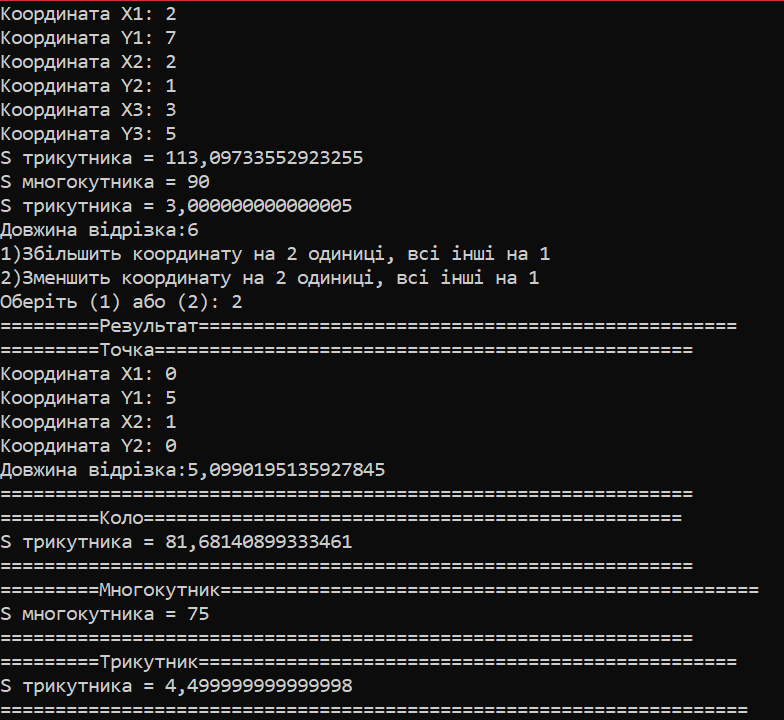 Координата X1: 2
Координата Y1: 7
Координата X2: 2
Координата Y2: 1
Координата X3: 3
Координата Y3: 5
S трикутника = 113,09733552923255
S многокутника = 90
S трикутника = 3,000000000000005
Довжина відрізка:6
1)Збільшить координату на 2 одиниці, всі інші на 1
2)Зменшить координату на 2 одиниці, всі інші на 1
Оберіть (1) або (2): 2
=========Результат=================================================
=========Точка=================================================
Координата X1: 0
Координата Y1: 5
Координата X2: 1
Координата Y2: 0
Довжина відрізка:5,0990195135927845
===============================================================
=========Коло=================================================
S трикутника = 81,68140899333461
===============================================================
=========Многокутник=================================================
S многокутника = 75
===============================================================
=========Трикутник=================================================
S трикутника = 4,499999999999998
====================================================================